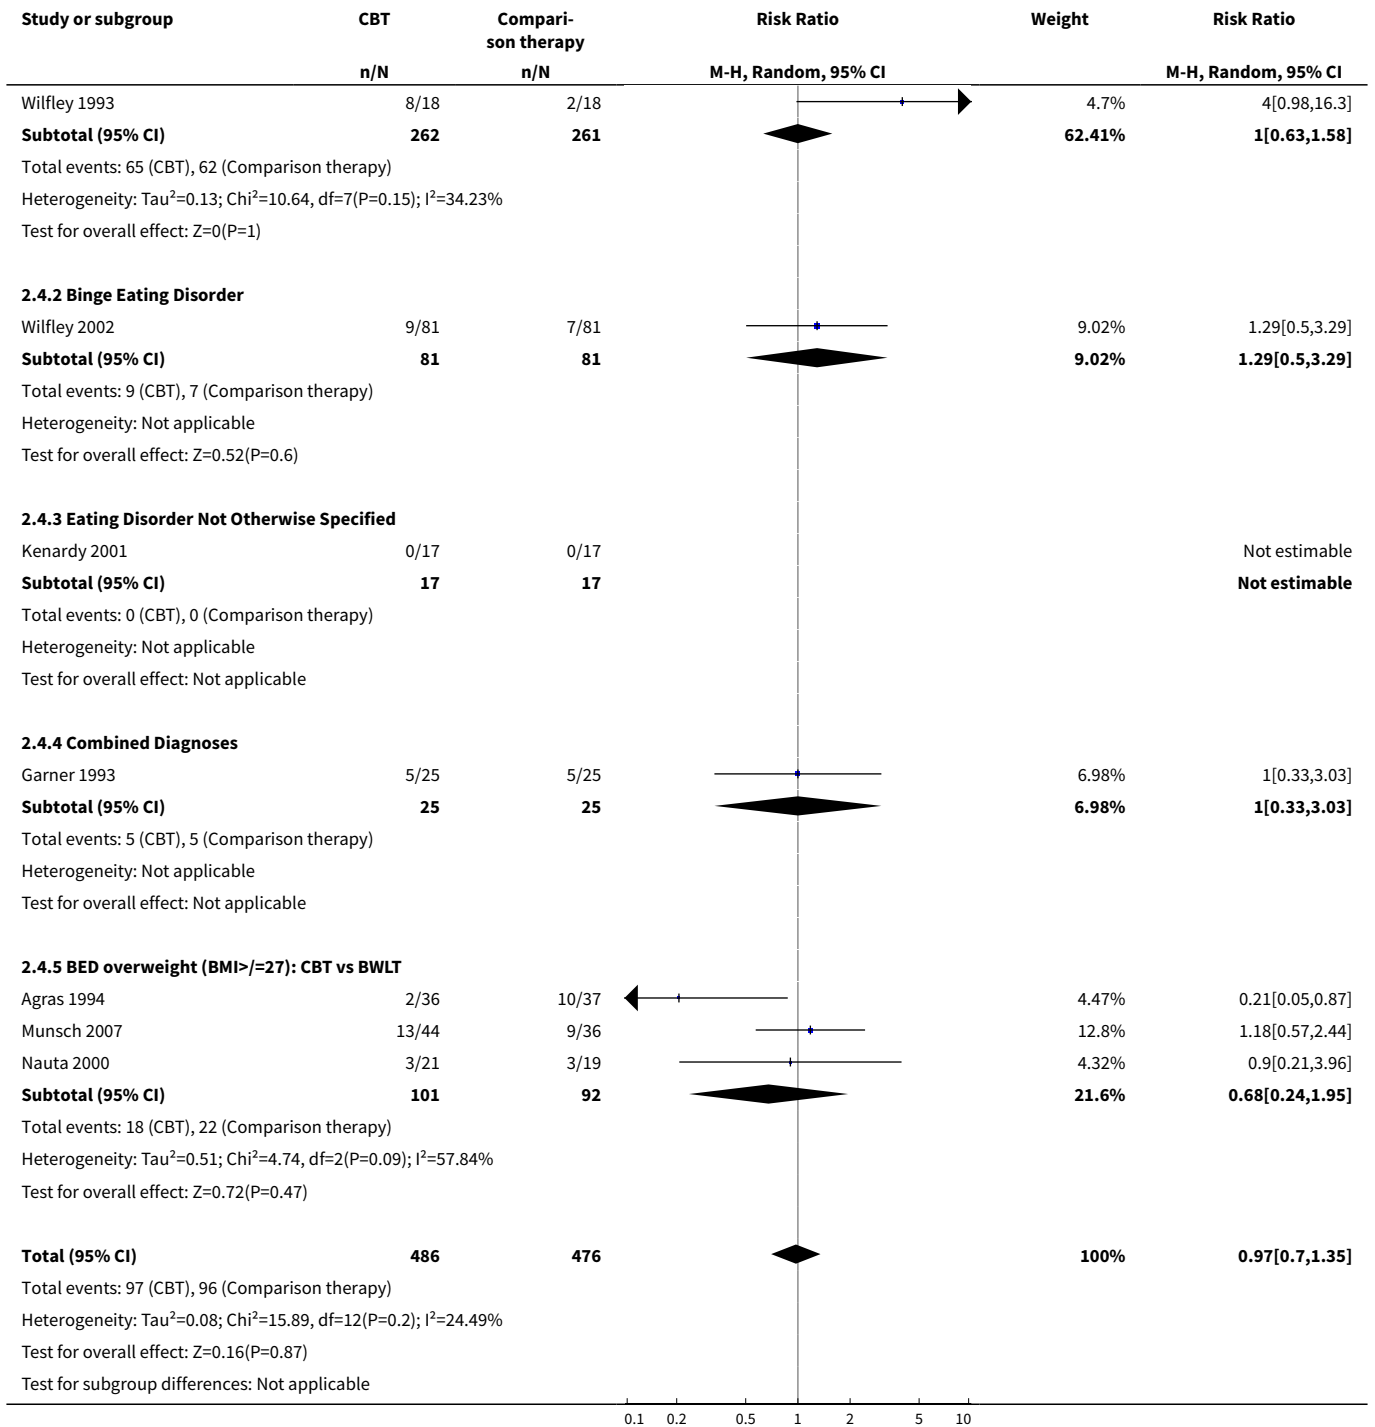 Study or subgroup CBT Compari- Risk Ratio Weight Risk Ratio
son therapy
n/N n/N M-H, Random, 95% CI M-H, Random, 95% CI
Wilfley 1993 8/18 2/18 4.7% 4[0.98,16.3]
Subtotal (95% CI) 262 261 62.41% 1[0.63,1.58]
Total events: 65 (CBT), 62 (Comparison therapy)
Heterogeneity: Tau²=0.13; Chi²=10.64, df=7(P=0.15); I²=34.23%
Test for overall effect: Z=0(P=1)
2.4.2 Binge Eating Disorder
Wilfley 2002 9/81 7/81 9.02% 1.29[0.5,3.29]
Subtotal (95% CI) 81 81 9.02% 1.29[0.5,3.29]
Total events: 9 (CBT), 7 (Comparison therapy)
Heterogeneity: Not applicable
Test for overall effect: Z=0.52(P=0.6)
2.4.3 Eating Disorder Not Otherwise Specified
Kenardy 2001 0/17 0/17 Not estimable
Subtotal (95% CI) 17 17 Not estimable
Total events: 0 (CBT), 0 (Comparison therapy)
Heterogeneity: Not applicable
Test for overall effect: Not applicable
2.4.4 Combined Diagnoses
Garner 1993 5/25 5/25 6.98% 1[0.33,3.03]
Subtotal (95% CI) 25 25 6.98% 1[0.33,3.03]
Total events: 5 (CBT), 5 (Comparison therapy)
Heterogeneity: Not applicable
Test for overall effect: Not applicable
2.4.5 BED overweight (BMI>/=27): CBT vs BWLT
Agras 1994 2/36 10/37 4.47% 0.21[0.05,0.87]
Munsch 2007 13/44 9/36 12.8% 1.18[0.57,2.44]
Nauta 2000 3/21 3/19 4.32% 0.9[0.21,3.96]
Subtotal (95% CI) 101 92 21.6% 0.68[0.24,1.95]
Total events: 18 (CBT), 22 (Comparison therapy)
Heterogeneity: Tau²=0.51; Chi²=4.74, df=2(P=0.09); I²=57.84%
Test for overall effect: Z=0.72(P=0.47)
Total (95% CI) 486 476 100% 0.97[0.7,1.35]
Total events: 97 (CBT), 96 (Comparison therapy)
Heterogeneity: Tau²=0.08; Chi²=15.89, df=12(P=0.2); I²=24.49%
Test for overall effect: Z=0.16(P=0.87)
Test for subgroup differences: Not applicable
0.1 0.2 0.5 1 2 5 10